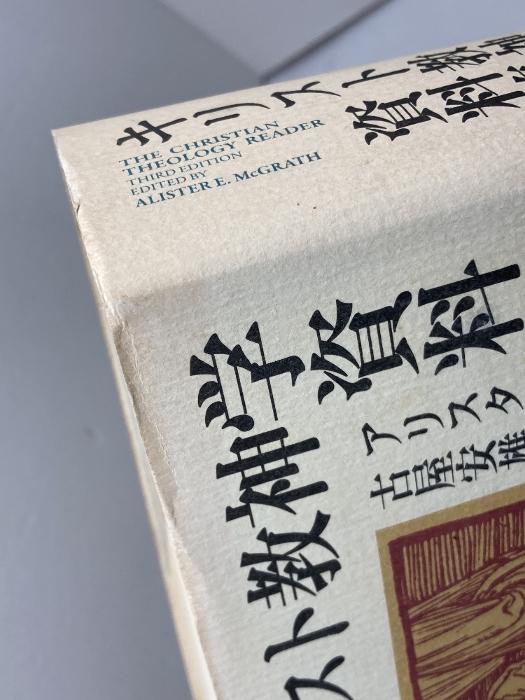 キリスト教神
資料
THE CHRISTIAN
THEOLOGY READER
THIRD EDITION
EDITED BY
ALISTER E. McGRATH
スト教神学
資料
アリスタ
古屋安雄